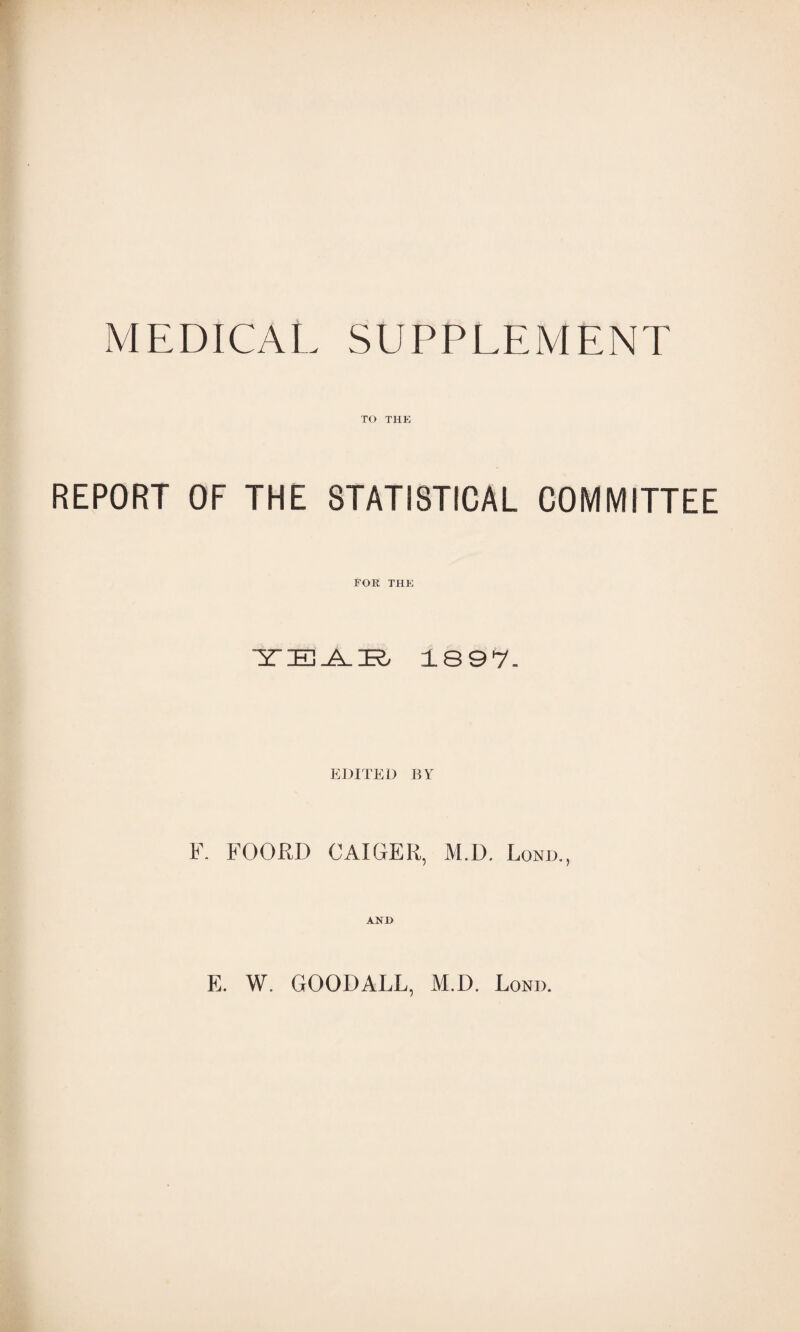 MEDICAL SUPPLEMENT
TO THE
REPORT OF THE STATISTICAL COMMITTEE
FOR THE
YEAR 1897.
EDITED BY
F. FOORD CAIGER, M.D. Lond.,
AND
E. W. GOODALL, M.D. Lond.